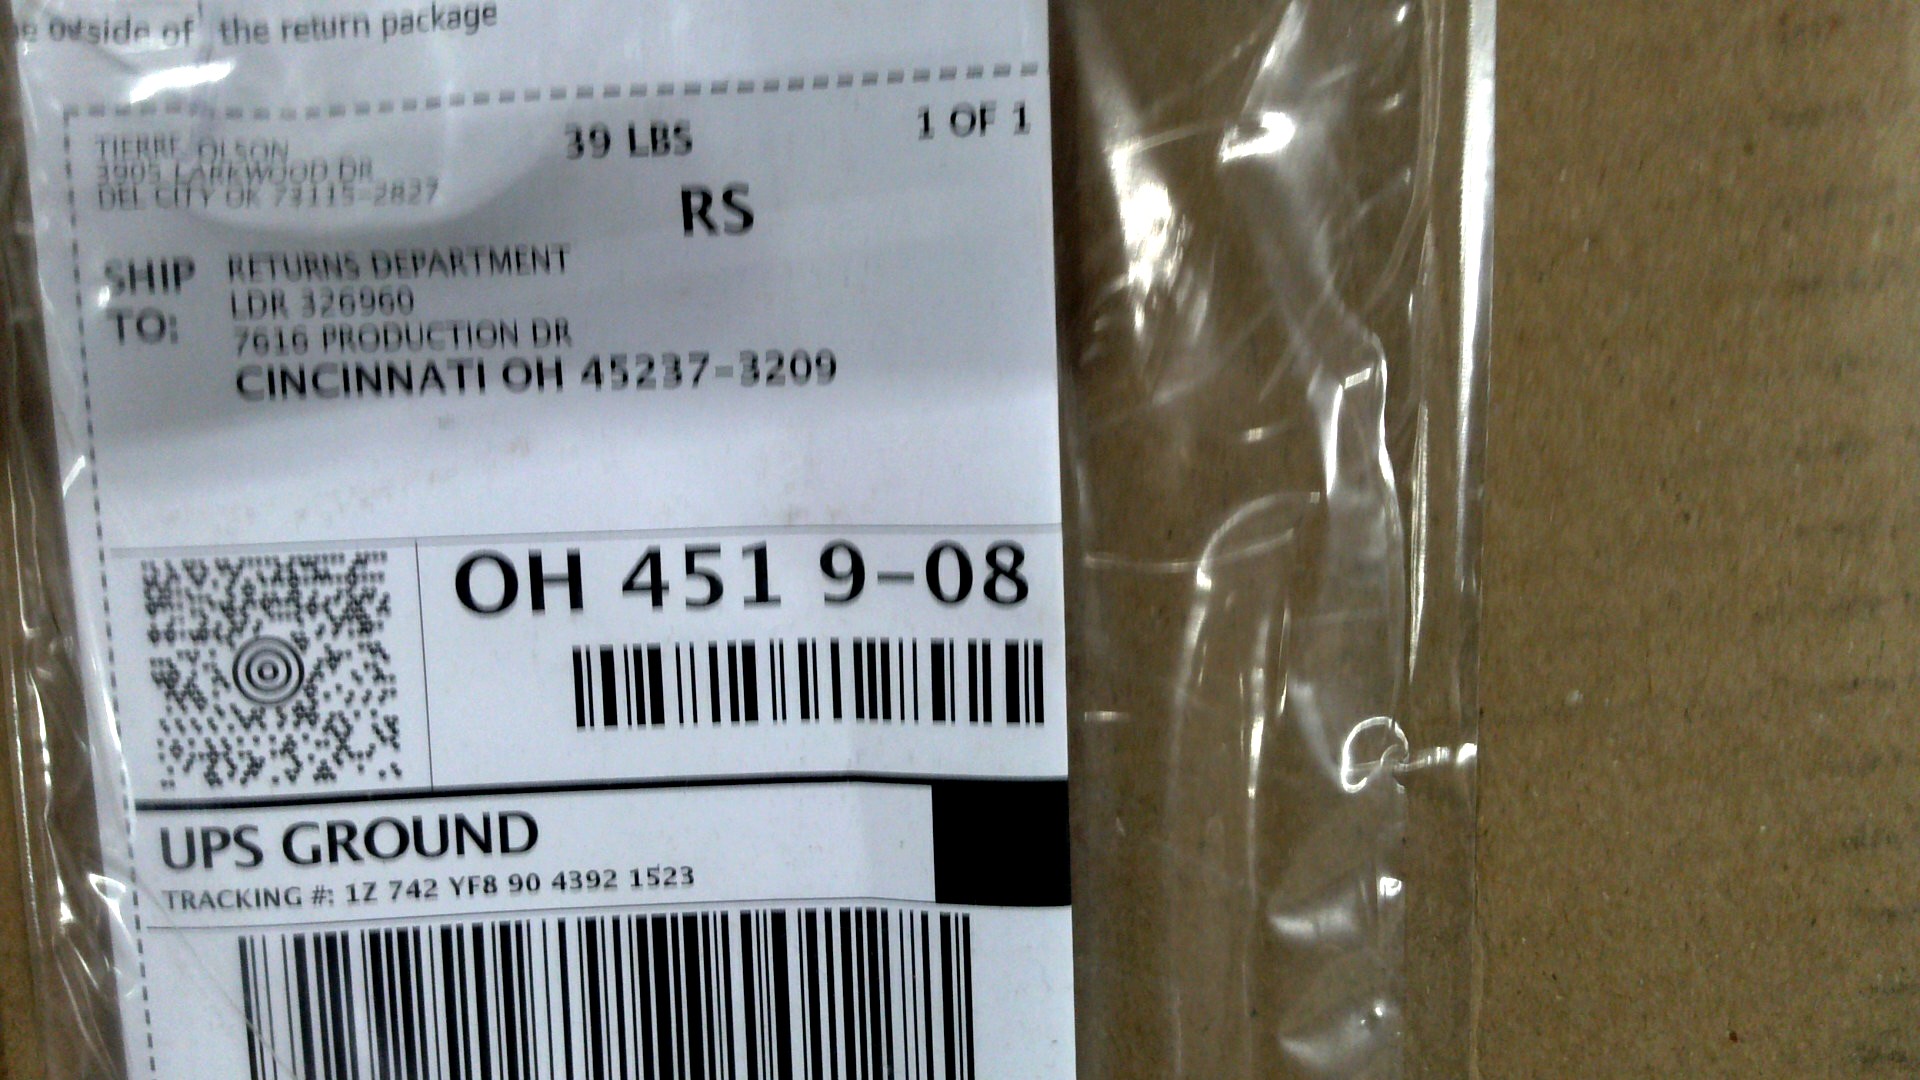 outside of the return package
TIERRE OLSON
3905 LARKWOOD DR
DEL CITY OK 73115-2827
39 LBS
1 OF 1
RS
SHIP TO:
RETURNS DEPARTMENT
LDR 326960
7616 PRODUCTION DR
CINCINNATI OH 45237-3209
OH 451 9-08
UPS GROUND
TRACKING #: 1Z 742 YF8 90 4392 1523